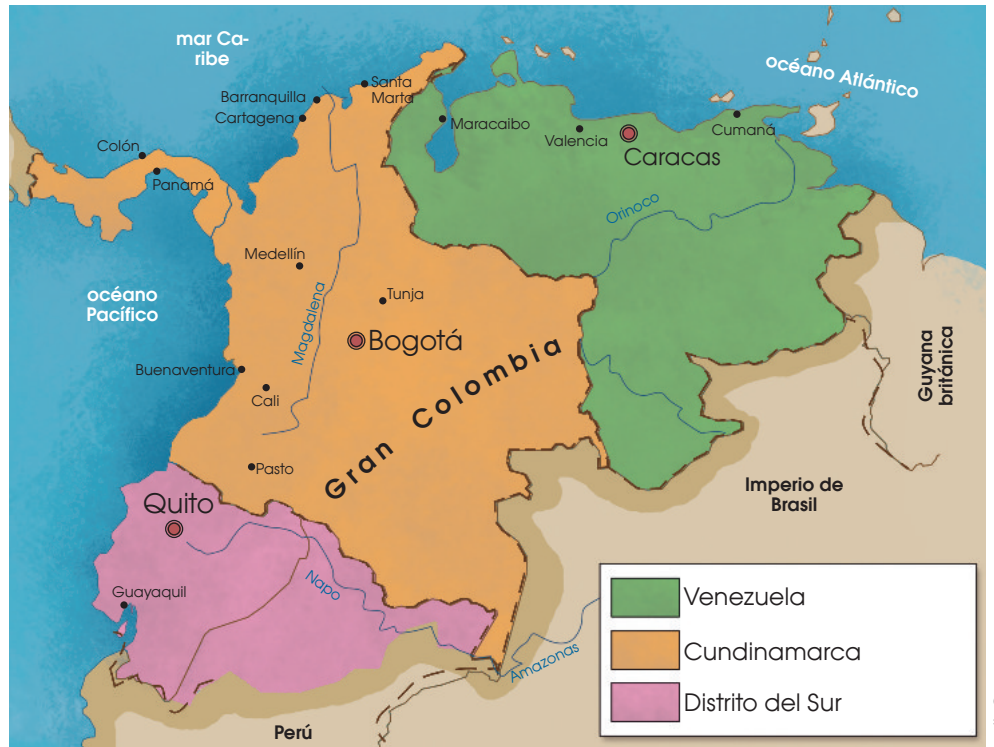 mar Ca-
ribe
océano Atlántico
Santa
Marta
Barranquilla
Cartagena
Maracaibo
Valencia
Cumaná
Caracas
Colón
Panamá
Orinoco
Medellín
Magdalena
Tunja
océano
Pacífico
Bogotá
Buenaventura
Cali
Gran Colombia
Guyana
británica
Pasto
Imperio de
Brasil
Quito
Napo
Guayaquil
Amazonas
Perú
Venezuela
Cundinamarca
Distrito del Sur